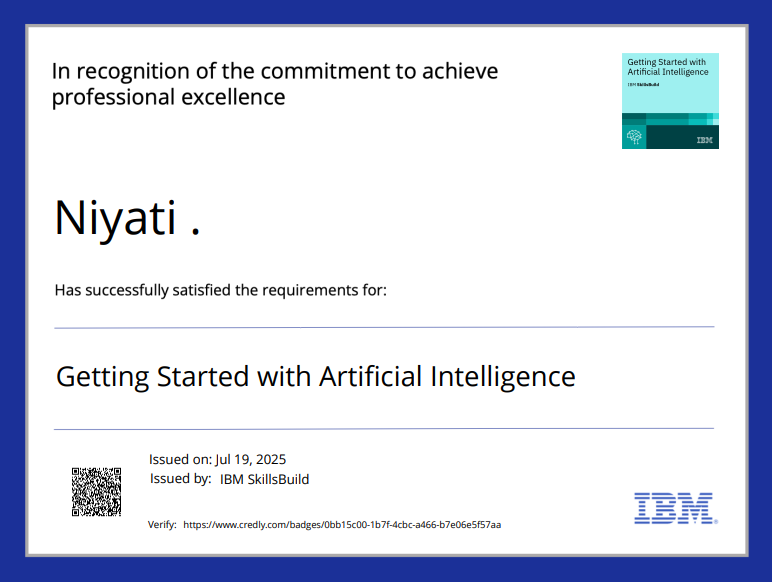 In recognition of the commitment to achieve
professional excellence
Getting Started with
Artificial Intelligence
IBM SkillsBuild
IBM
Niyati .
Has successfully satisfied the requirements for:
Getting Started with Artificial Intelligence
Issued on: Jul 19, 2025
Issued by: IBM SkillsBuild
Verify: https://www.credly.com/badges/0bb15c00-1b7f-4cbc-a466-b7e06e5f57aa
IBM®